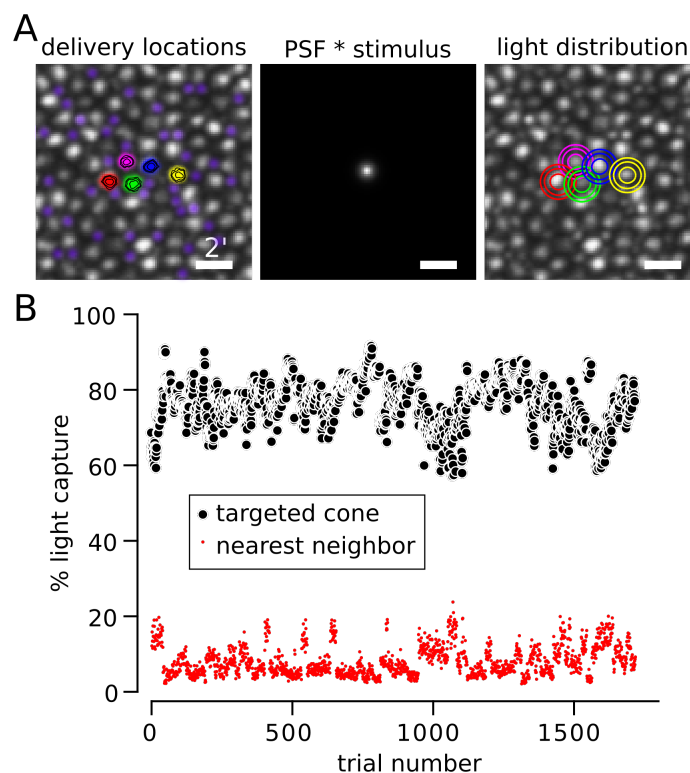 A
delivery locations
PSF * stimulus
light distribution
2'
B
% light capture
100
80
60
40
20
0
targeted cone
nearest neighbor
0
500
1000
1500
trial number